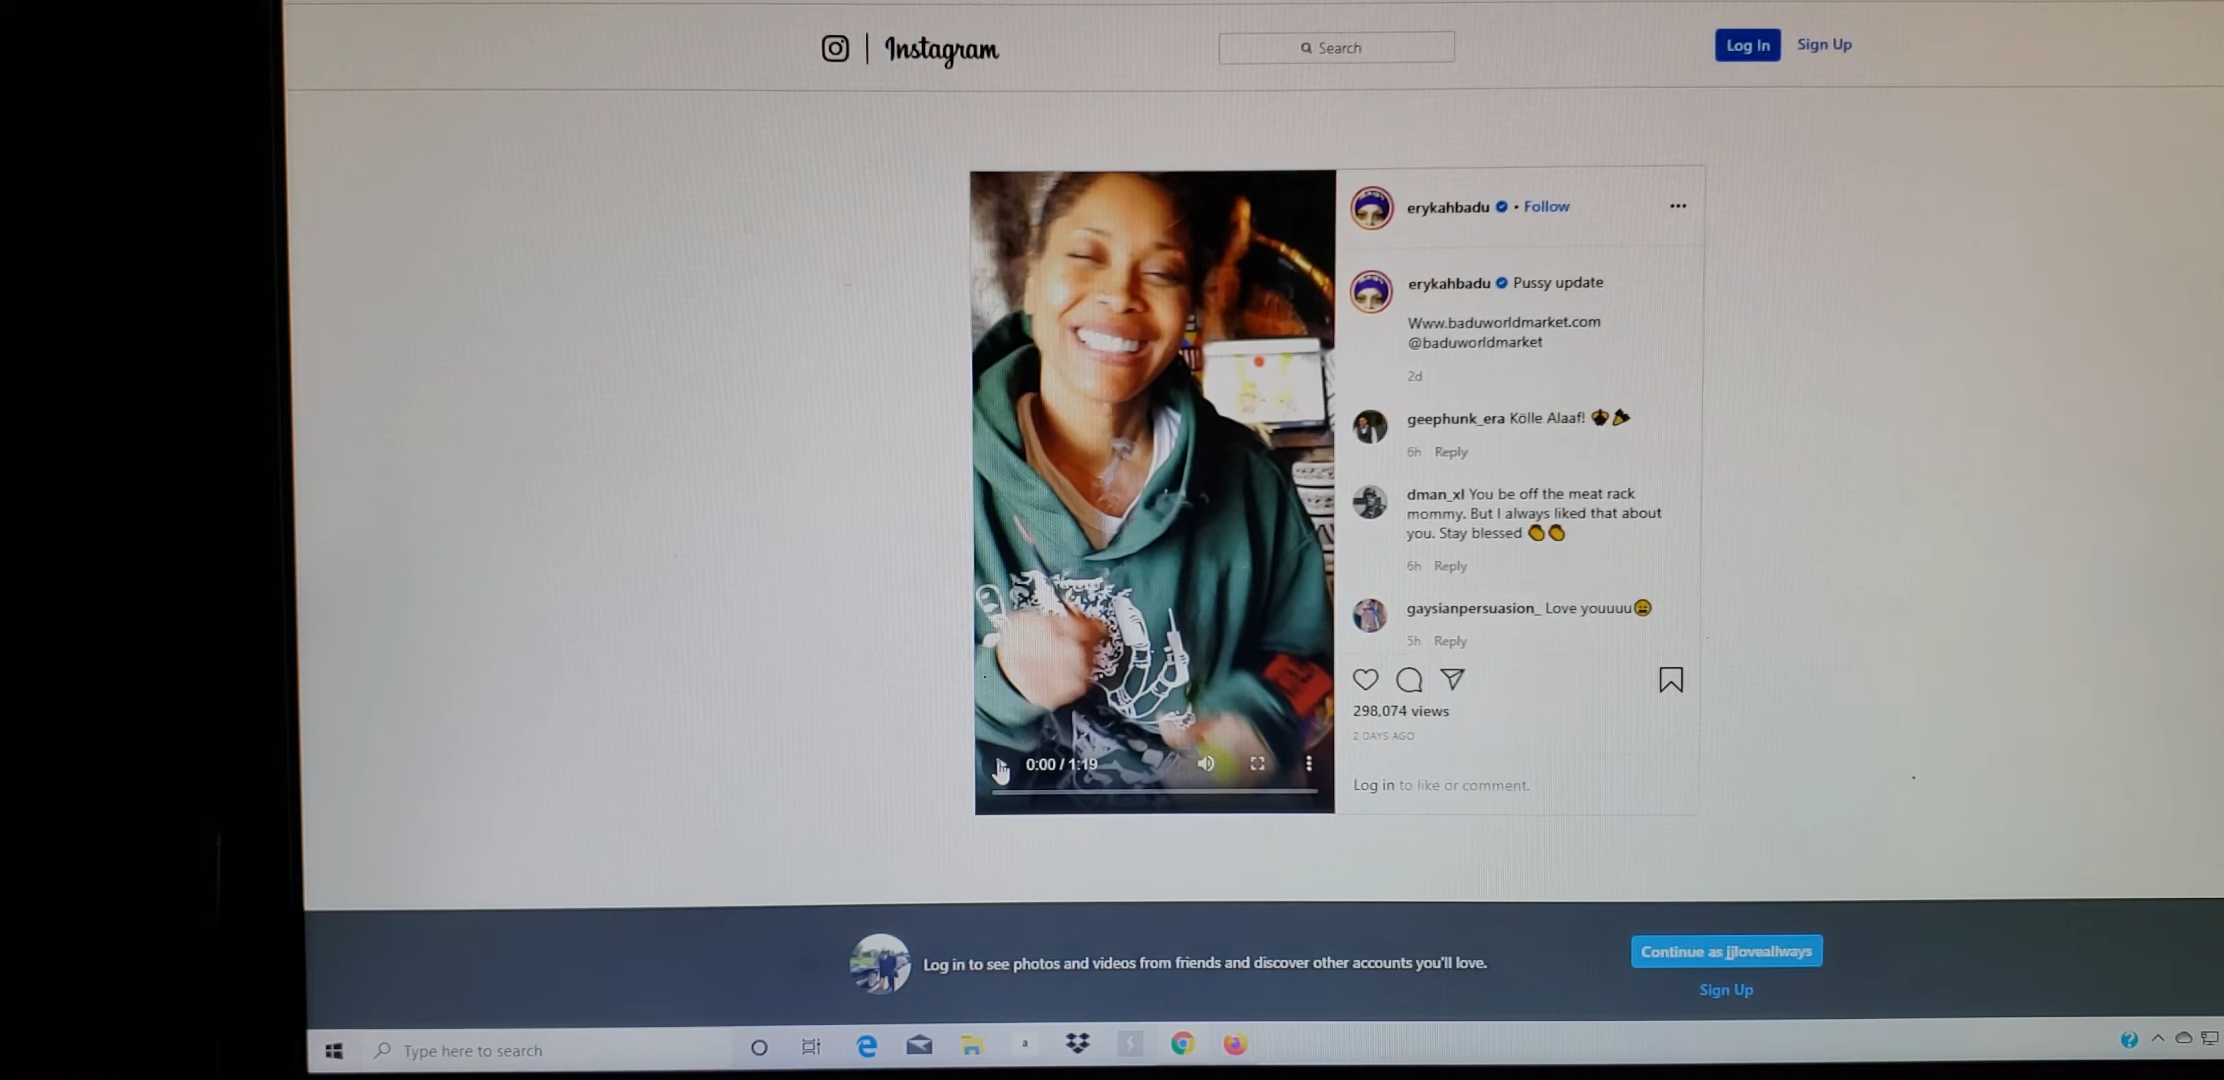 Instagram
Search
Log In
Sign Up
erykahbadu • Follow
erykahbadu Pussy update
Www.baduworldmarket.com
@baduworldmarket
2d
geephunk_era Kölle Alaaf!
6h Reply
dman_xl You be off the meat rack
mommy. But I always liked that about
you. Stay blessed 👏👏
6h Reply
gaysianpersuasion_ Love youuuu😩
5h Reply
298,074 views
2 DAYS AGO
0:00 / 1:19
Log in to like or comment.
Log in to see photos and videos from friends and discover other accounts you'll love.
Continue as jjloveallways
Sign Up
Type here to search
a